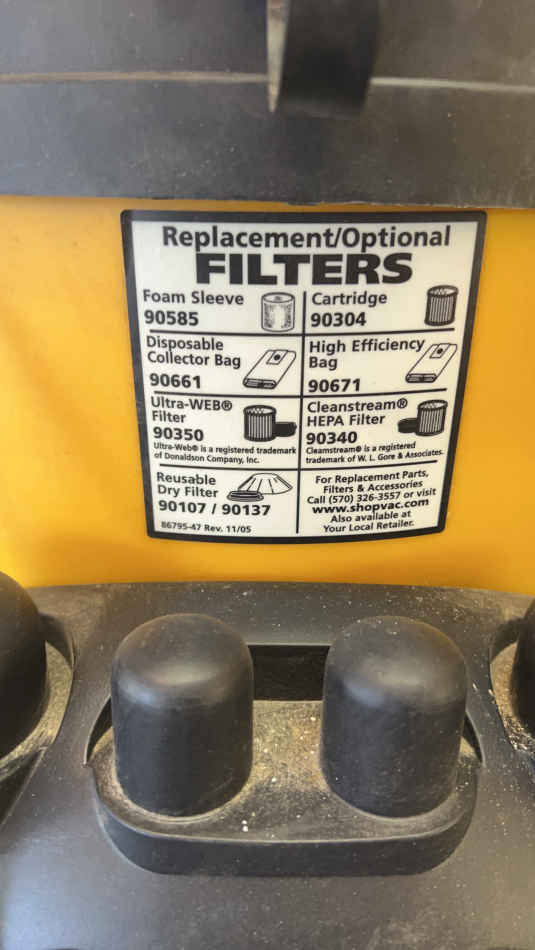 Replacement/Optional
FILTERS
Foam Sleeve
90585
Cartridge
90304
Disposable
Collector Bag
90661
High Efficiency
Bag
90671
Ultra-WEB®
Filter
90350
Ultra-Web® is a registered trademark
of Donaldson Company, Inc.
Cleanstream®
HEPA Filter
90340
Cleamstream® is a registered
trademark of W. L. Gore & Associates.
Reusable
Dry Filter
90107 / 90137
86795-47 Rev. 11/05
For Replacement Parts,
Filters & Accessories
Call (570) 326-3557 or visit
www.shopvac.com
Also available at
Your Local Retailer.